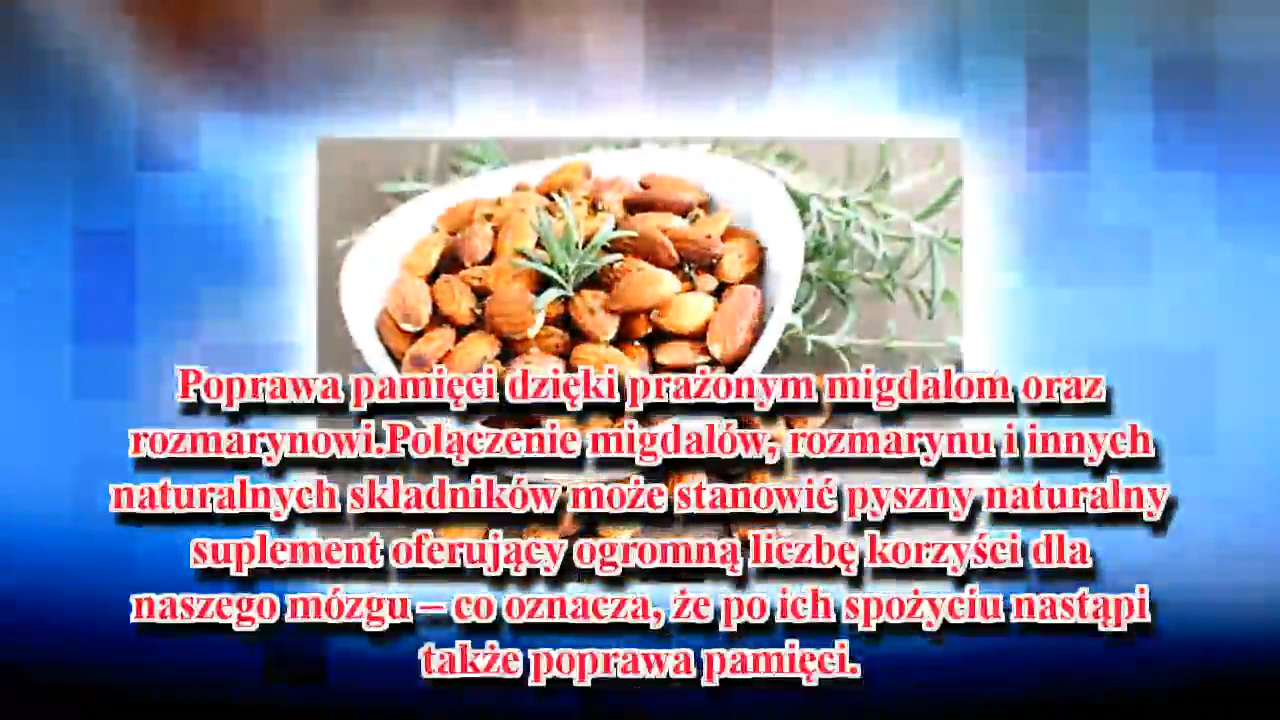 Poprawa pamięci dzięki prażonym migdałom oraz
rozmarynowi.Połączenie migdałów, rozmarynu i innych
naturalnych składników może stanowić pyszny naturalny
suplement oferujący ogromną liczbę korzyści dla
naszego mózgu – co oznacza, że po ich spożyciu nastąpi
także poprawa pamięci.